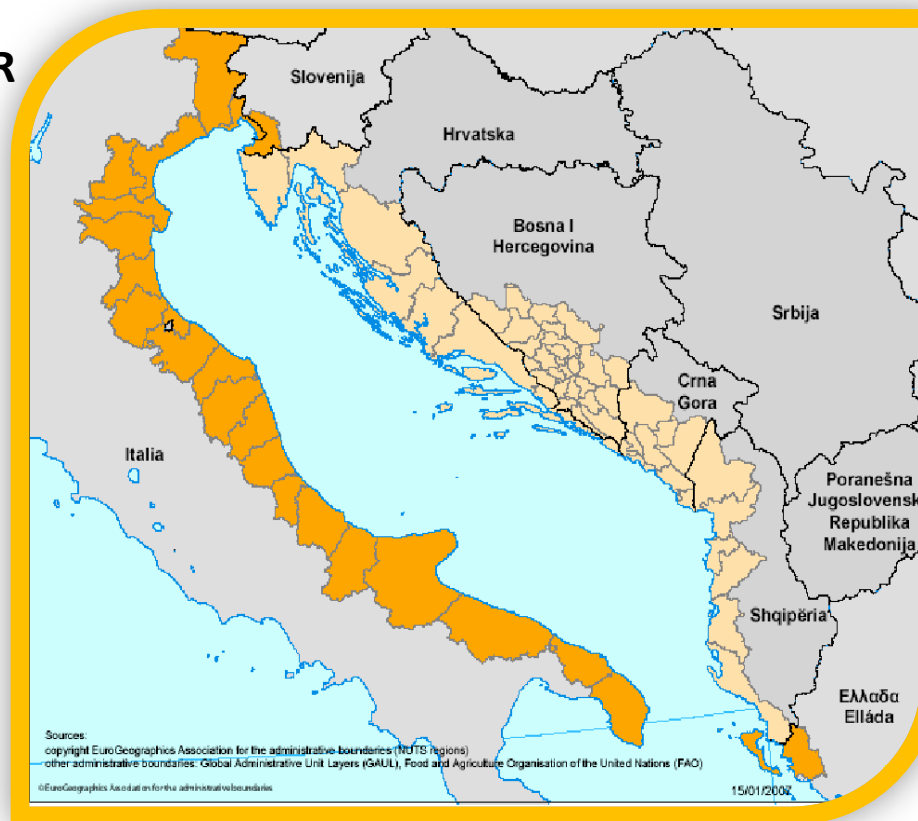 R
Slovenija
Hrvatska
Bosna I
Hercegovina
Srbija
Crna
Gora
Italia
Poranešna
Jugoslovensk
Republika
Makedonija
Shqipëria
Ελλαδα
Elláda
Sources:
copyright EuroGeographics Association for the administrative boundaries (NUTS regions)
other administrative boundaries: Global Administrative Unit Layers (GAUL), Food and Agriculture Organisation of the United Nations (FAO)
©EuroGeographics Association for the administrative boundaries
15/01/2007